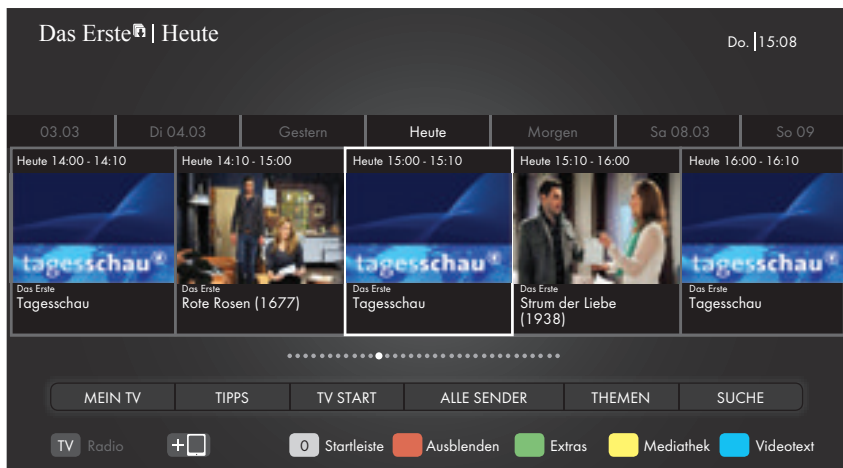 Das Erste | Heute
Do. 15:08
03.03 Di 04.03 Gestern Heute Morgen Sa 08.03 So 09
Heute 14:00 - 14:10 Heute 14:10 - 15:00 Heute 15:00 - 15:10 Heute 15:10 - 16:00 Heute 16:00 - 16:10
tagesschau tagesschau tagesschau
Das Erste Das Erste Das Erste Das Erste Das Erste
Tagesschau Rote Rosen (1677) Tagesschau Strum der Liebe Tagesschau
(1938)
MEIN TV TIPPS TV START ALLE SENDER THEMEN SUCHE
TV Radio + 0 Startleiste Ausblenden Extras Mediathek Videotext